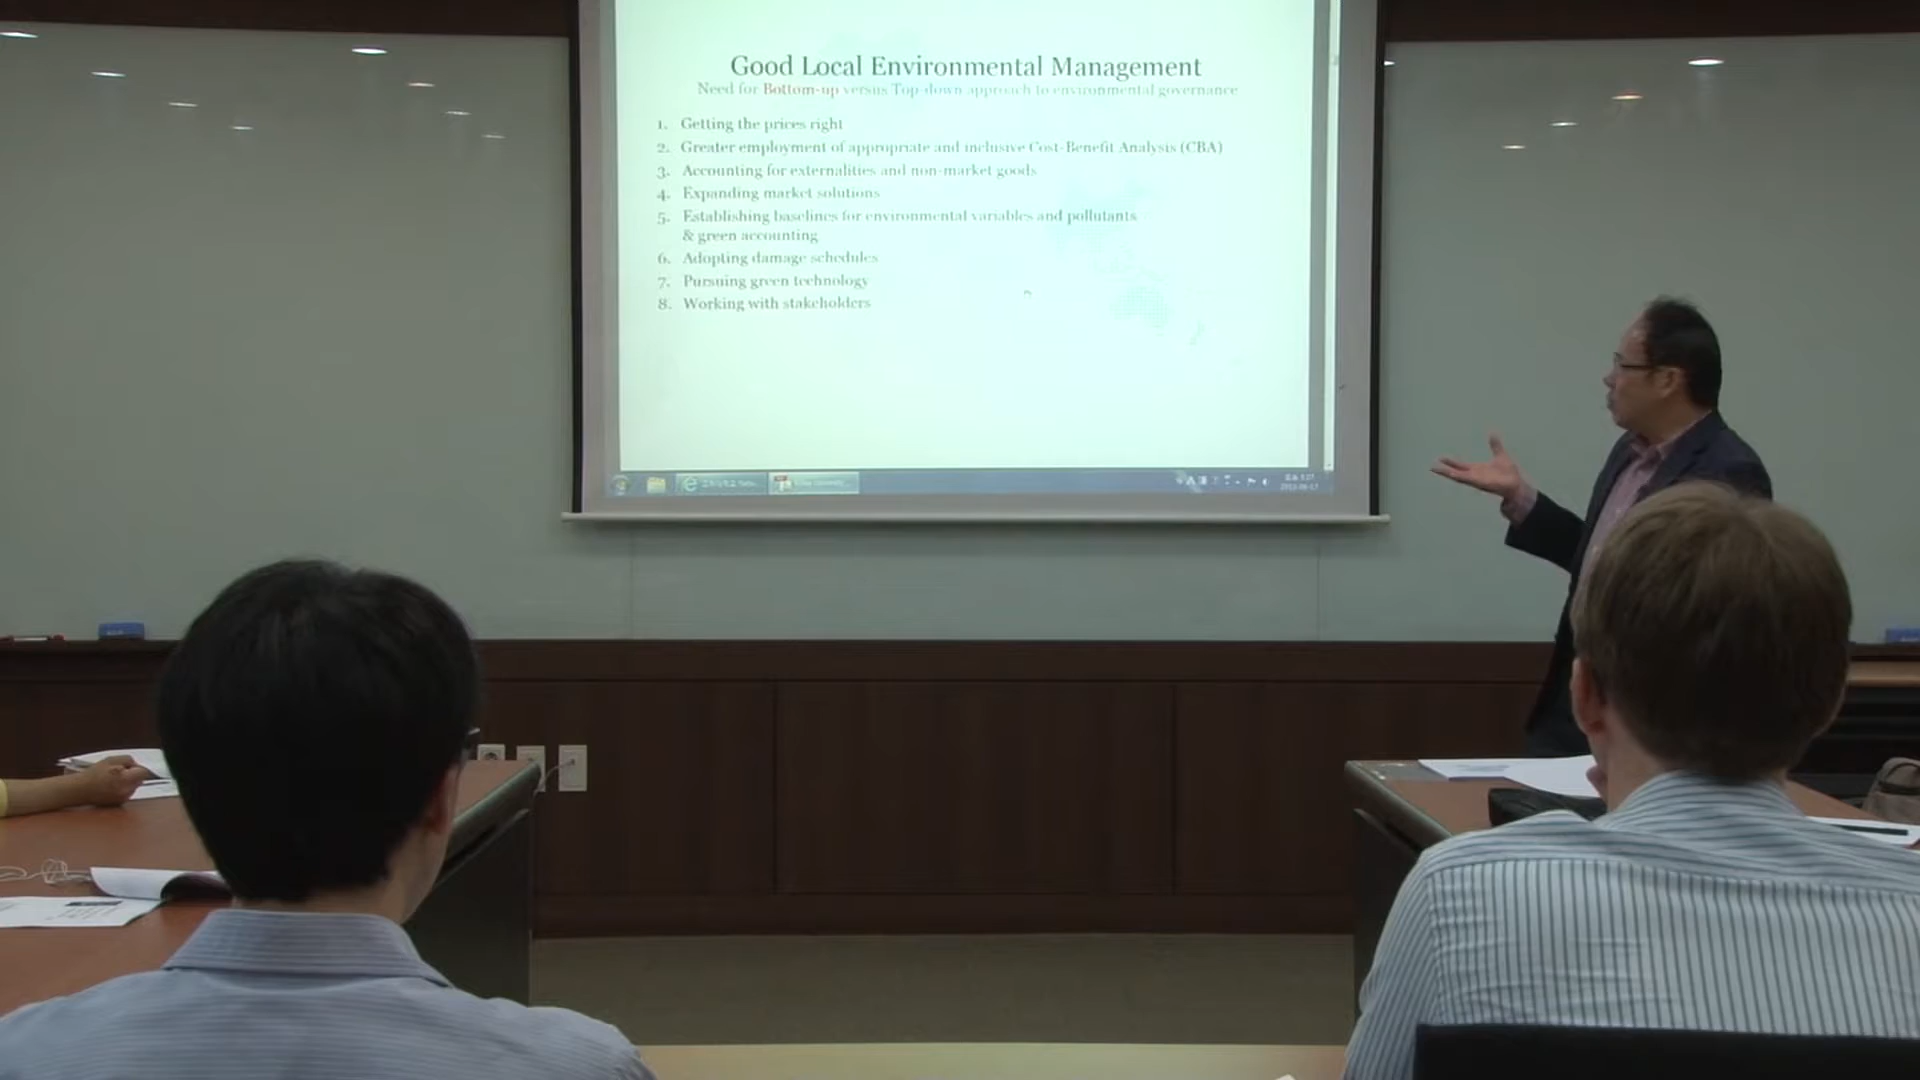 Good Local Environmental Management
Need for Bottom-up versus Top-down approach to environmental governance
1. Getting the prices right
2. Greater employment of appropriate and inclusive Cost-Benefit Analysis (CBA)
3. Accounting for externalities and non-market goods
4. Expanding market solutions
5. Establishing baselines for environmental variables and pollutants
& green accounting
6. Adopting damage schedules
7. Pursuing green technology
8. Working with stakeholders